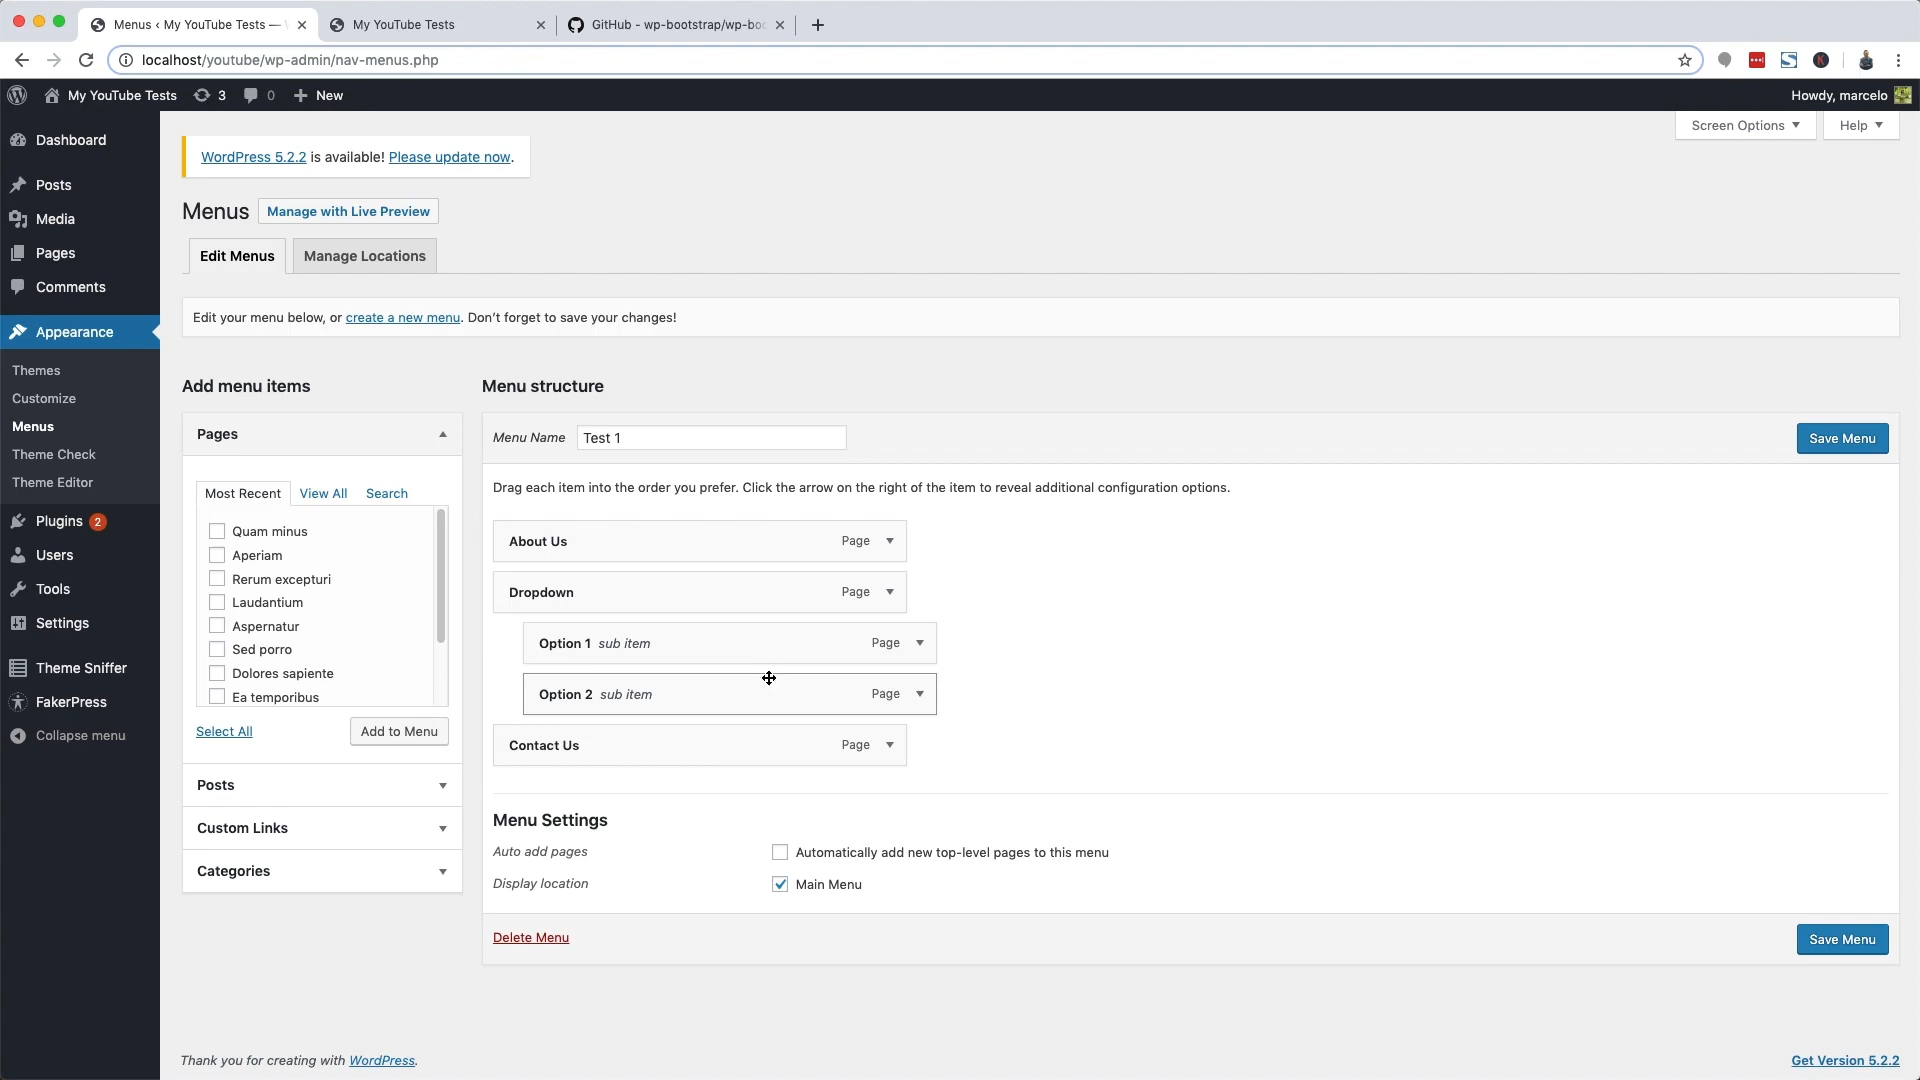 Menus ‹ My YouTube Tests —
My YouTube Tests
GitHub - wp-bootstrap/wp-boo
localhost/youtube/wp-admin/nav-menus.php
My YouTube Tests
3
0
New
Howdy, marcelo
Screen Options
Help
Dashboard
Posts
Media
Pages
Comments
Appearance
Themes
Customize
Menus
Theme Check
Theme Editor
Plugins 2
Users
Tools
Settings
Theme Sniffer
FakerPress
Collapse menu
WordPress 5.2.2 is available! Please update now.
Menus
Manage with Live Preview
Edit Menus
Manage Locations
Edit your menu below, or create a new menu. Don’t forget to save your changes!
Add menu items
Pages
Most Recent
View All
Search
Quam minus
Aperiam
Rerum excepturi
Laudantium
Aspernatur
Sed porro
Dolores sapiente
Ea temporibus
Select All
Add to Menu
Posts
Custom Links
Categories
Menu structure
Menu Name
Test 1
Save Menu
Drag each item into the order you prefer. Click the arrow on the right of the item to reveal additional configuration options.
About Us
Page
Dropdown
Page
Option 1 sub item
Page
Option 2 sub item
Page
Contact Us
Page
Menu Settings
Auto add pages
Automatically add new top-level pages to this menu
Display location
Main Menu
Delete Menu
Save Menu
Thank you for creating with WordPress.
Get Version 5.2.2